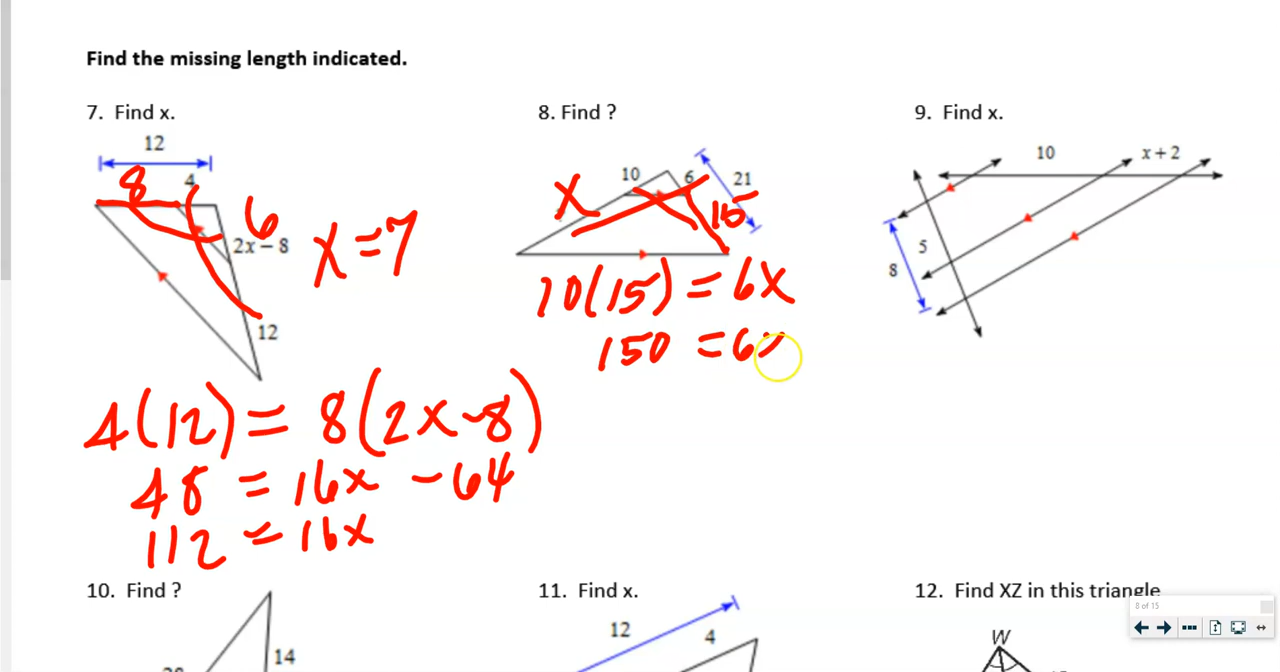 Find the missing length indicated.
7. Find x.
12
8
4
6
2x – 8
12
x = 7
4(12) = 8(2x - 8)
48 = 16x - 64
112 = 16x
8. Find ?
10
6
21
x
15
10(15) = 6x
150 = 6x
9. Find x.
10
x + 2
5
8
10. Find ?
14
11. Find x.
12
4
12. Find XZ in this triangle
W
8 of 15